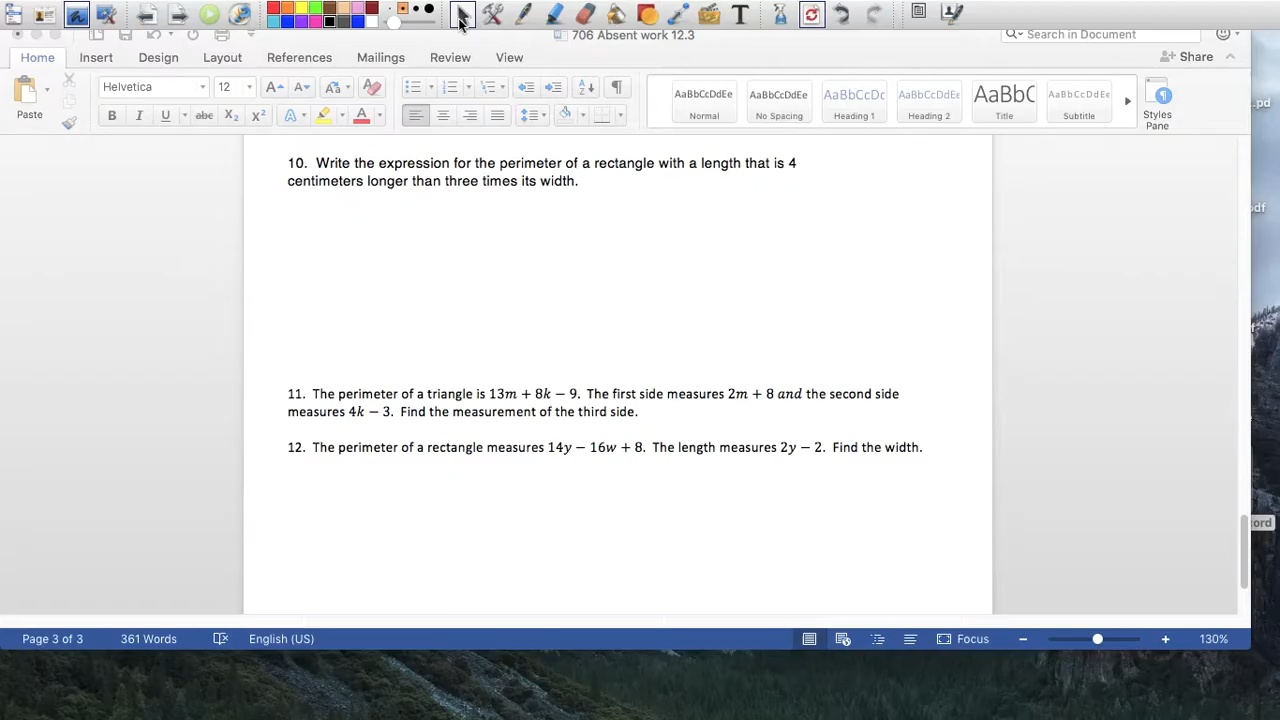 706 Absent work 12.3
Search in Document
Home Insert Design Layout References Mailings Review View
Share
Paste
Helvetica 12
B I U abc X₂ X² A A
AaBbCcDdEe AaBbCcDdEe AaBbCcDc AaBbCcDdEe AaBbC AaBbCcDdEe
Normal No Spacing Heading 1 Heading 2 Title Subtitle
Styles
Pane
.pd
df
10. Write the expression for the perimeter of a rectangle with a length that is 4
centimeters longer than three times its width.
11. The perimeter of a triangle is 13m + 8k − 9. The first side measures 2m + 8 and the second side
measures 4k − 3. Find the measurement of the third side.
12. The perimeter of a rectangle measures 14y − 16w + 8. The length measures 2y − 2. Find the width.
ord
Page 3 of 3 361 Words English (US) Focus 130%